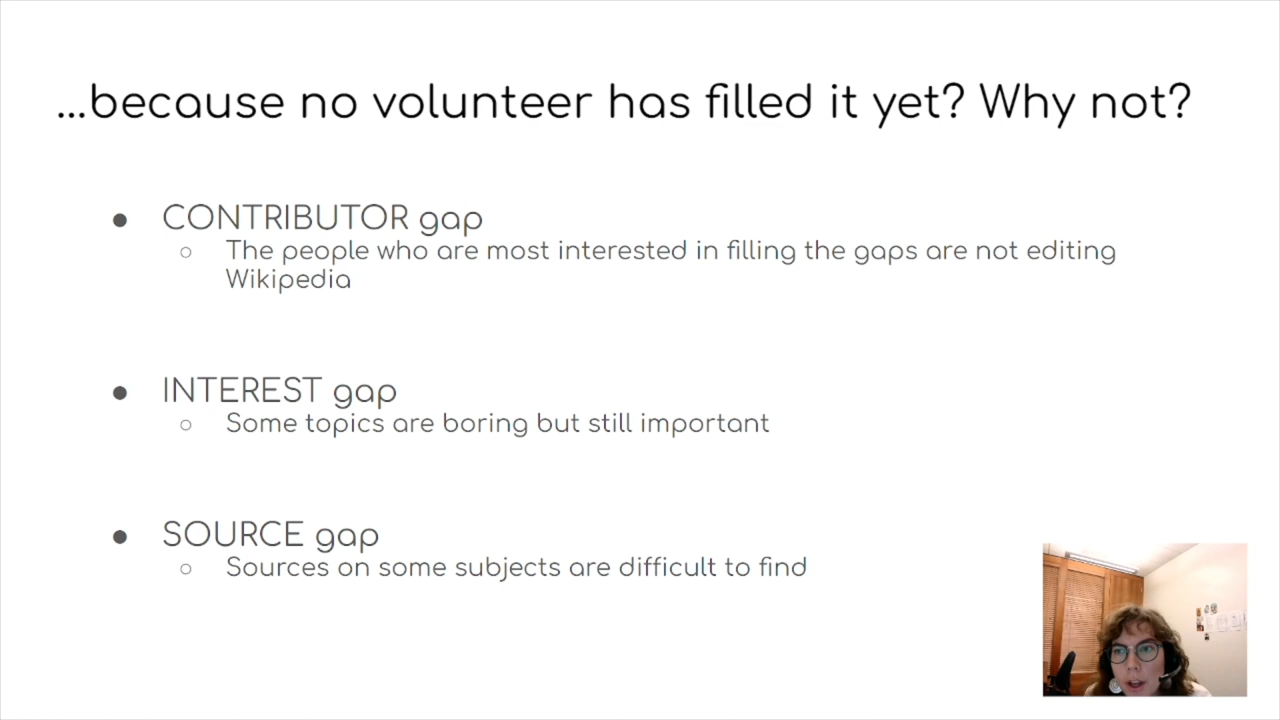 ...because no volunteer has filled it yet? Why not?
● CONTRIBUTOR gap
○ The people who are most interested in filling the gaps are not editing
Wikipedia
● INTEREST gap
○ Some topics are boring but still important
● SOURCE gap
○ Sources on some subjects are difficult to find